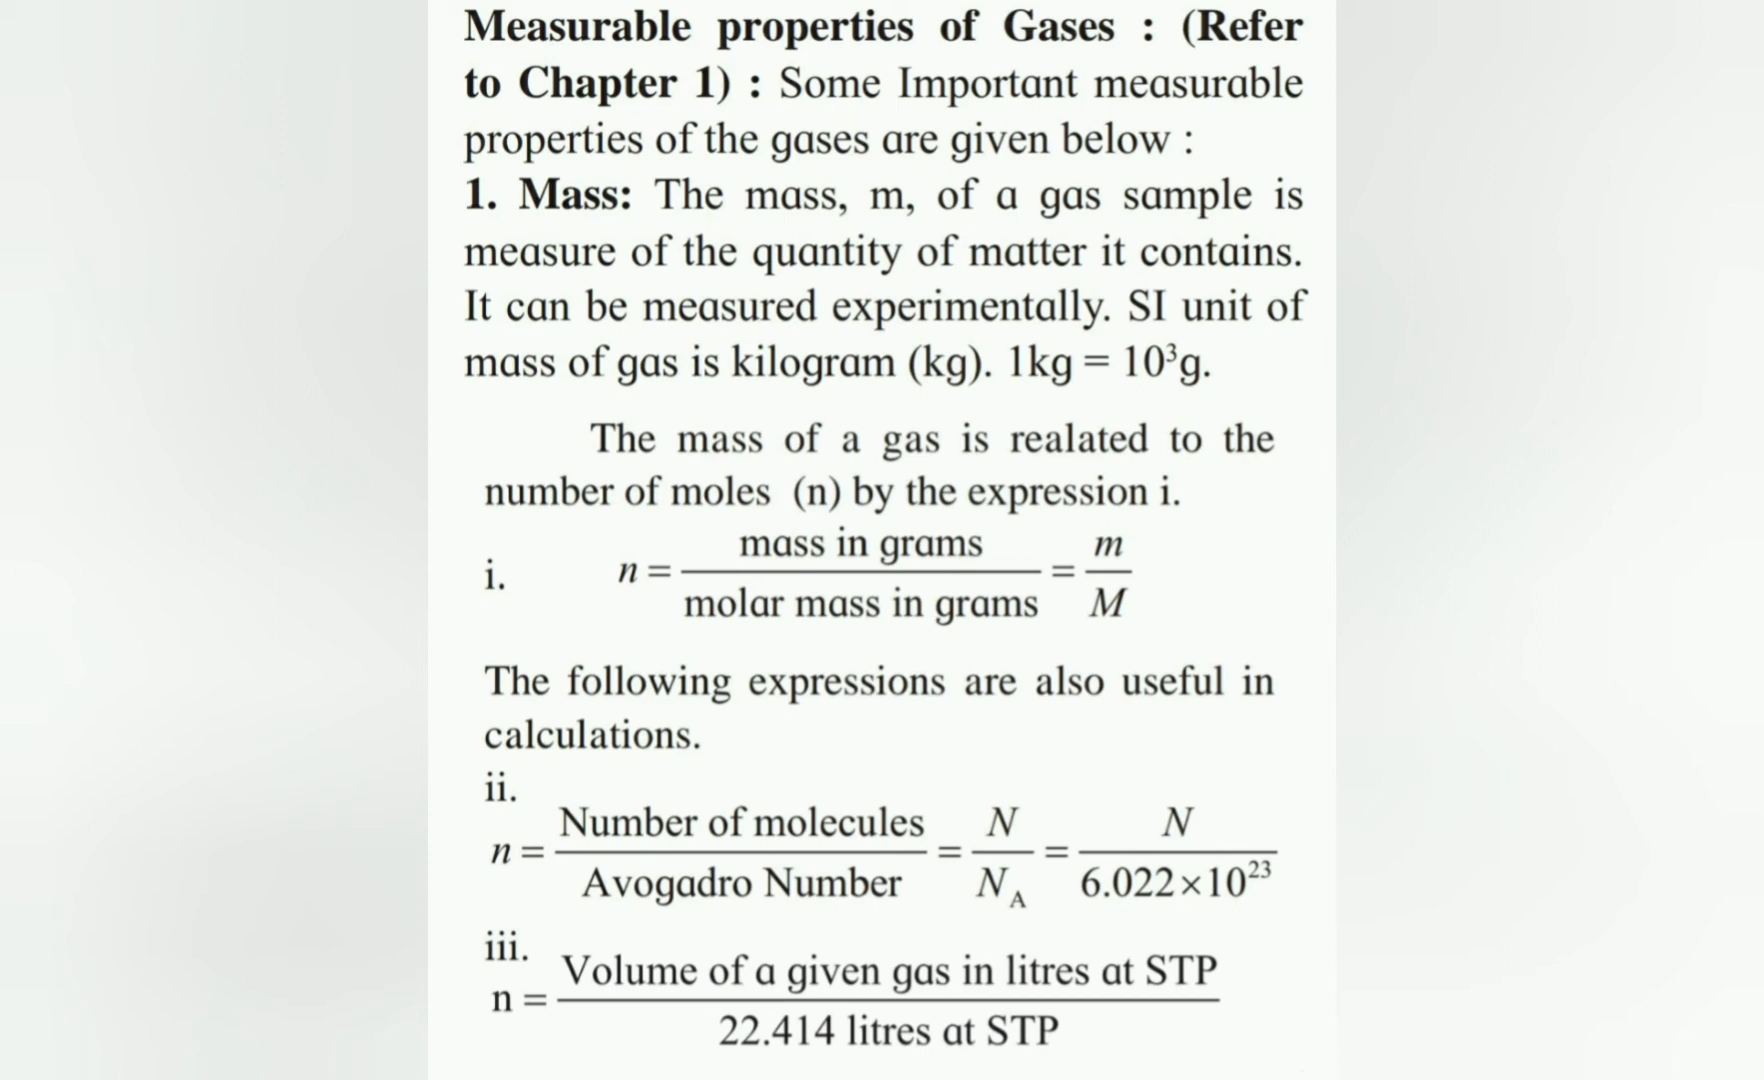 Measurable properties of Gases : (Refer
to Chapter 1) : Some Important measurable
properties of the gases are given below :
1. Mass: The mass, m, of a gas sample is
measure of the quantity of matter it contains.
It can be measured experimentally. SI unit of
mass of gas is kilogram (kg). 1kg = 10³g.
The mass of a gas is realated to the
number of moles (n) by the expression i.
i. n = mass in grams / molar mass in grams = m / M
The following expressions are also useful in
calculations.
ii.
n = Number of molecules / Avogadro Number = N / N_A = N / 6.022×10²³
iii.
n = Volume of a given gas in litres at STP / 22.414 litres at STP